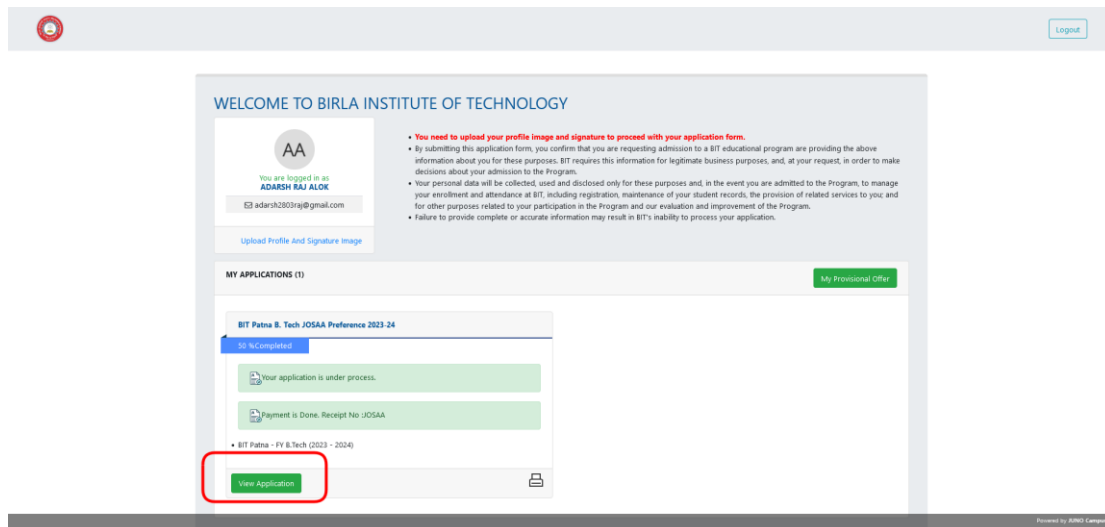 Logout
WELCOME TO BIRLA INSTITUTE OF TECHNOLOGY
AA
You are logged in as
ADARSH RAJ ALOK
adarsh2803raj@gmail.com
Upload Profile And Signature Image
• You need to upload your profile image and signature to proceed with your application form.
• By submitting this application form, you confirm that you are requesting admission to a BIT educational program are providing the above
information about you for these purposes. BIT requires this information for legitimate business purposes, and, at your request, in order to make
decisions about your admission to the Program.
• Your personal data will be collected, used and disclosed only for these purposes and, in the event you are admitted to the Program, to manage
your enrollment and attendance at BIT, including registration, maintenance of your student records, the provision of related services to you; and
for other purposes related to your participation in the Program and our evaluation and improvement of the Program.
• Failure to provide complete or accurate information may result in BIT's inability to process your application.
MY APPLICATIONS (1)
My Provisional Offer
BIT Patna B. Tech JOSAA Preference 2023-24
50 %Completed
Your application is under process.
Payment is Done. Receipt No :JOSAA
• BIT Patna - FY B.Tech (2023 - 2024)
View Application
Powered by JUNO Campus